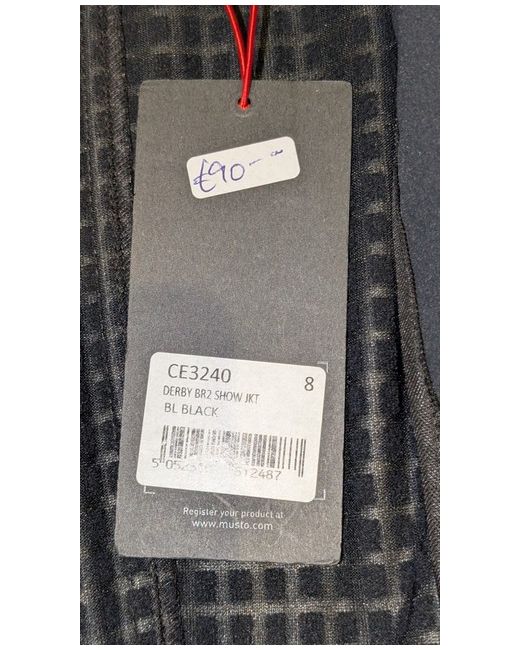 £90--
CE3240 8
DERBY BR2 SHOW JKT
BL BLACK
Register your product at
www.musto.com